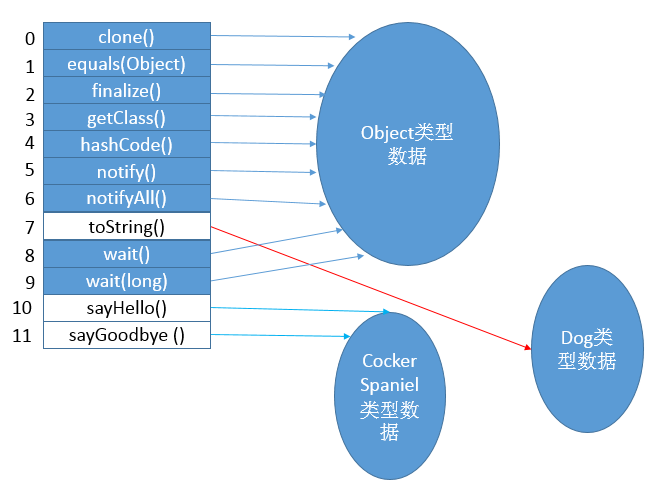 0 clone()
1 equals(Object)
2 finalize()
3 getClass()
4 hashCode()
5 notify()
6 notifyAll()
7 toString()
8 wait()
9 wait(long)
10 sayHello()
11 sayGoodbye ()
Object类型
数据
Cocker
Spaniel
类型数
据
Dog类
型数据